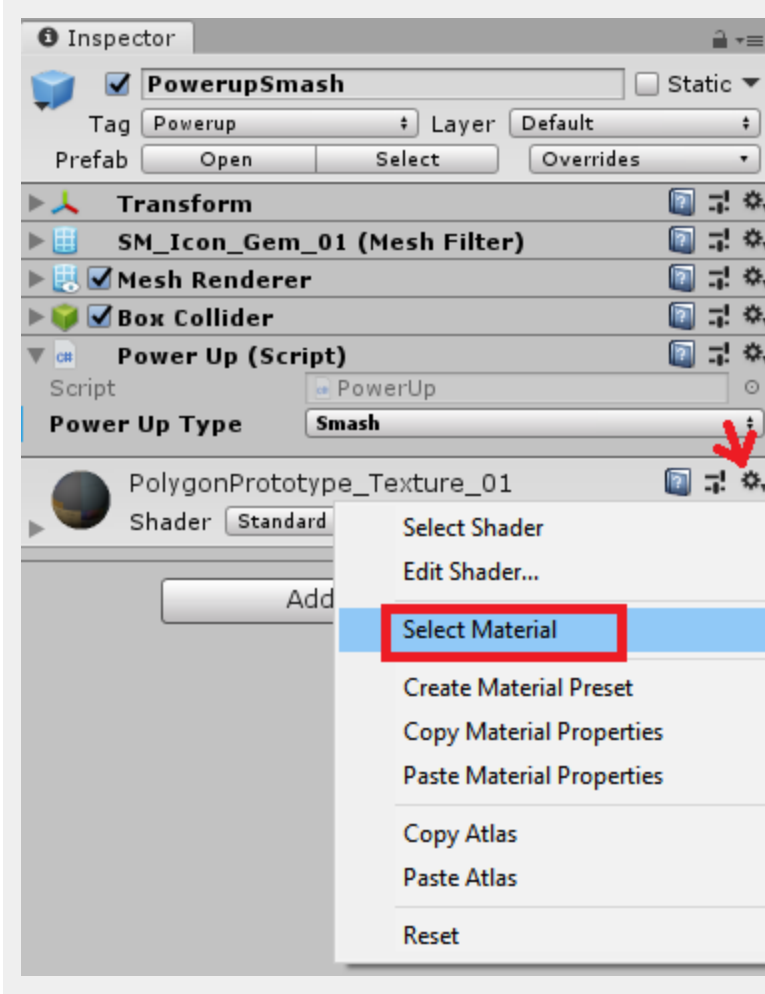 Inspector
PowerupSmash Static
Tag Powerup Layer Default
Prefab Open Select Overrides
Transform
SM_Icon_Gem_01 (Mesh Filter)
Mesh Renderer
Box Collider
c# Power Up (Script)
Script PowerUp
Power Up Type Smash
PolygonPrototype_Texture_01
Shader Standard
Add
Select Shader
Edit Shader...
Select Material
Create Material Preset
Copy Material Properties
Paste Material Properties
Copy Atlas
Paste Atlas
Reset